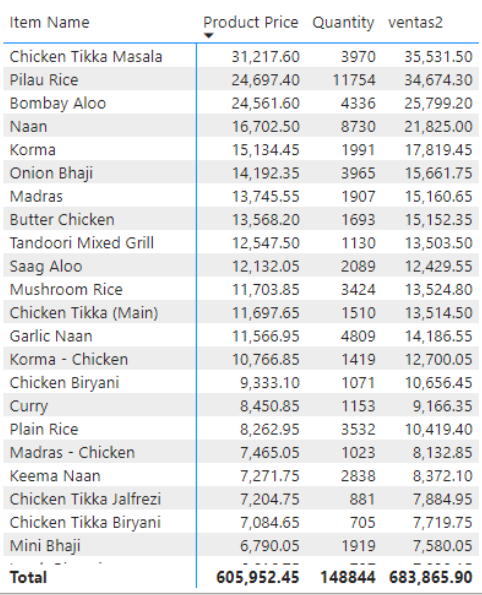 Item Name Product Price Quantity ventas2
Chicken Tikka Masala 31,217.60 3970 35,531.50
Pilau Rice 24,697.40 11754 34,674.30
Bombay Aloo 24,561.60 4336 25,799.20
Naan 16,702.50 8730 21,825.00
Korma 15,134.45 1991 17,819.45
Onion Bhaji 14,192.35 3965 15,661.75
Madras 13,745.55 1907 15,160.65
Butter Chicken 13,568.20 1693 15,152.35
Tandoori Mixed Grill 12,547.50 1130 13,503.50
Saag Aloo 12,132.05 2089 12,429.55
Mushroom Rice 11,703.85 3424 13,524.80
Chicken Tikka (Main) 11,697.65 1510 13,514.50
Garlic Naan 11,566.95 4809 14,186.55
Korma - Chicken 10,766.85 1419 12,700.05
Chicken Biryani 9,333.10 1071 10,656.45
Curry 8,450.85 1153 9,166.35
Plain Rice 8,262.95 3532 10,419.40
Madras - Chicken 7,465.05 1023 8,132.85
Keema Naan 7,271.75 2838 8,372.10
Chicken Tikka Jalfrezi 7,204.75 881 7,884.95
Chicken Tikka Biryani 7,084.65 705 7,719.75
Mini Bhaji 6,790.05 1919 7,580.05
Total 605,952.45 148844 683,865.90